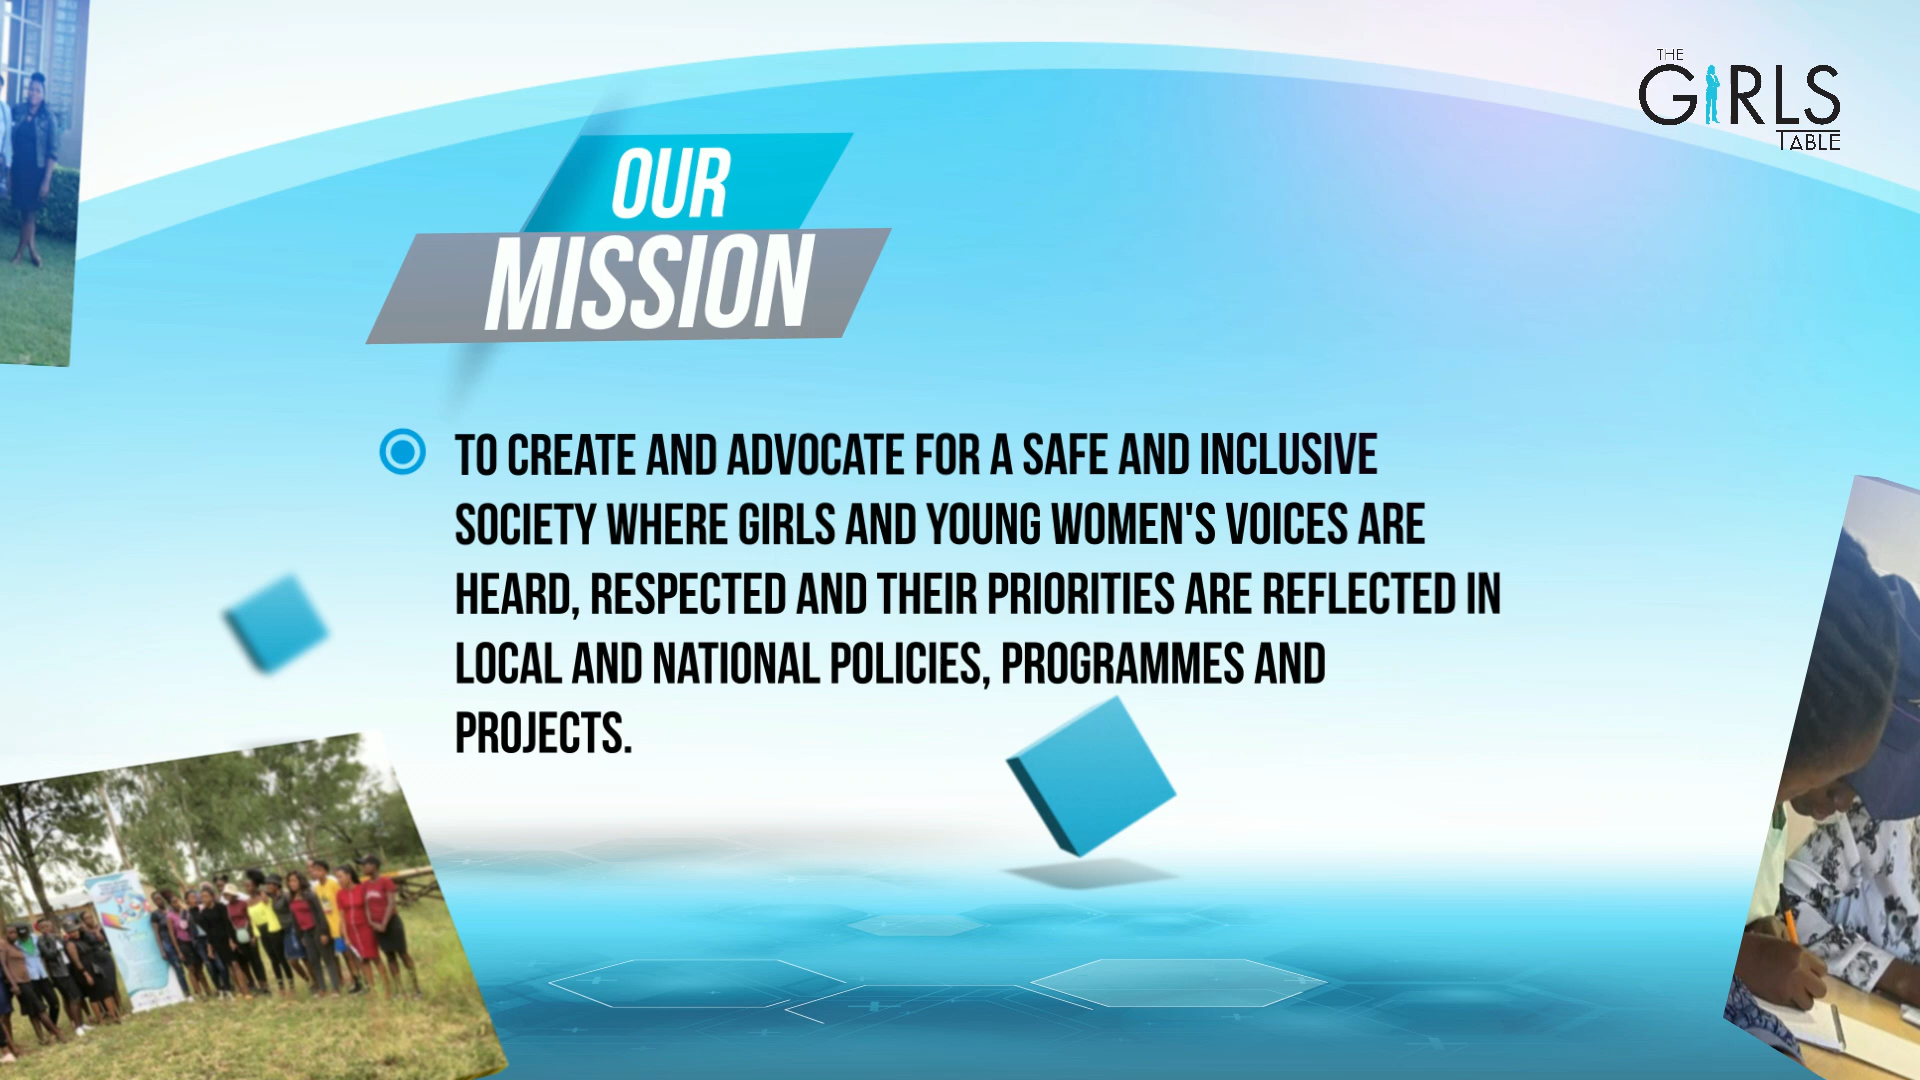 THE
GIRLS
TABLE
OUR
MISSION
TO CREATE AND ADVOCATE FOR A SAFE AND INCLUSIVE
SOCIETY WHERE GIRLS AND YOUNG WOMEN'S VOICES ARE
HEARD, RESPECTED AND THEIR PRIORITIES ARE REFLECTED IN
LOCAL AND NATIONAL POLICIES, PROGRAMMES AND
PROJECTS.